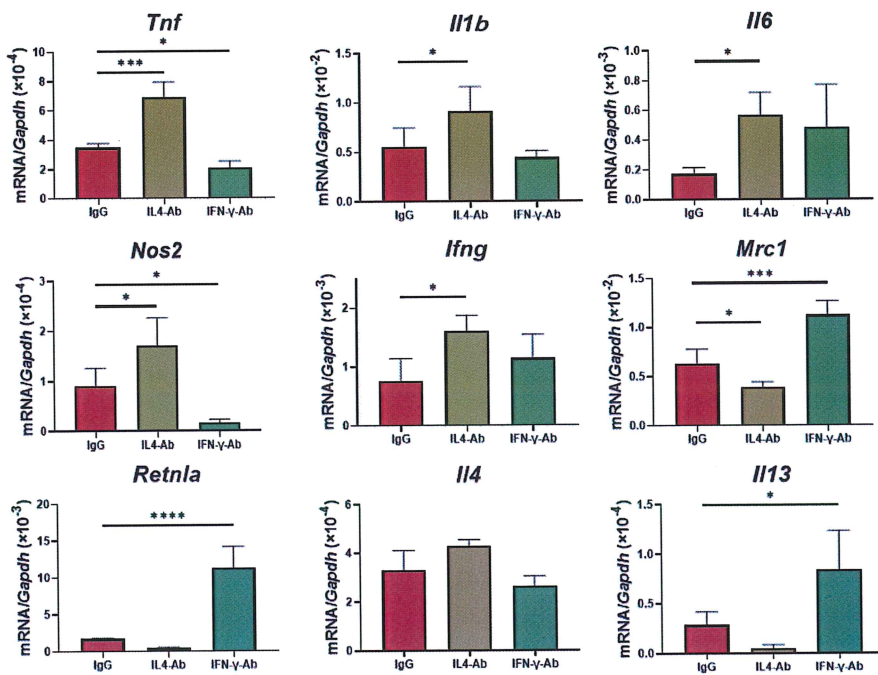 Tnf
mRNA/Gapdh (×10⁻⁴)
10
8
6
4
2
0
*
***
IgG
IL4-Ab
IFN-γ-Ab
Il1b
mRNA/Gapdh (×10⁻²)
1.5
1.0
0.5
0.0
*
IgG
IL4-Ab
IFN-γ-Ab
Il6
mRNA/Gapdh (×10⁻³)
1.0
0.8
0.6
0.4
0.2
0.0
*
IgG
IL4-Ab
IFN-γ-Ab
Nos2
mRNA/Gapdh (×10⁻⁴)
3
2
1
0
*
*
IgG
IL4-Ab
IFN-γ-Ab
Ifng
mRNA/Gapdh (×10⁻³)
2
1
0
*
IgG
IL4-Ab
IFN-γ-Ab
Mrc1
mRNA/Gapdh (×10⁻²)
1.5
1.0
0.5
0.0
***
*
IgG
IL4-Ab
IFN-γ-Ab
Retnla
mRNA/Gapdh (×10⁻³)
20
15
10
5
0
****
IgG
IL4-Ab
IFN-γ-Ab
Il4
mRNA/Gapdh (×10⁻⁴)
6
4
2
0
IgG
IL4-Ab
IFN-γ-Ab
Il13
mRNA/Gapdh (×10⁻⁴)
1.5
1.0
0.5
0.0
*
IgG
IL4-Ab
IFN-γ-Ab